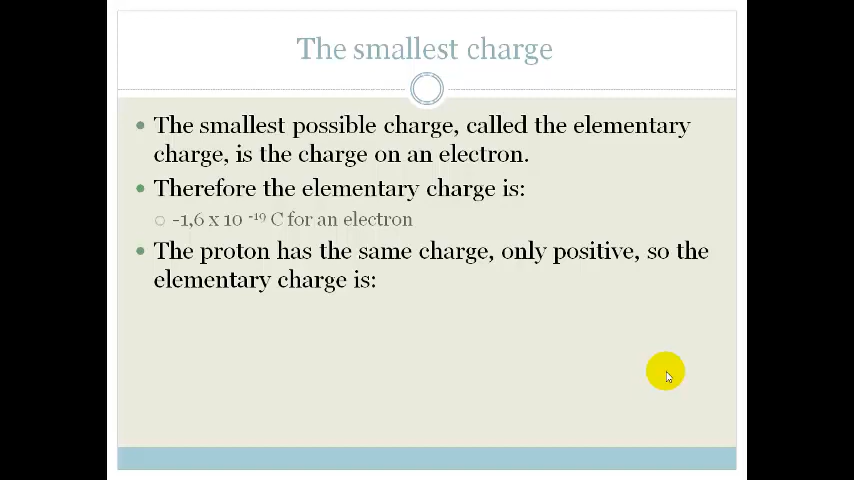 The smallest charge
• The smallest possible charge, called the elementary
charge, is the charge on an electron.
• Therefore the elementary charge is:
○ -1,6 x 10 ⁻¹⁹ C for an electron
• The proton has the same charge, only positive, so the
elementary charge is: